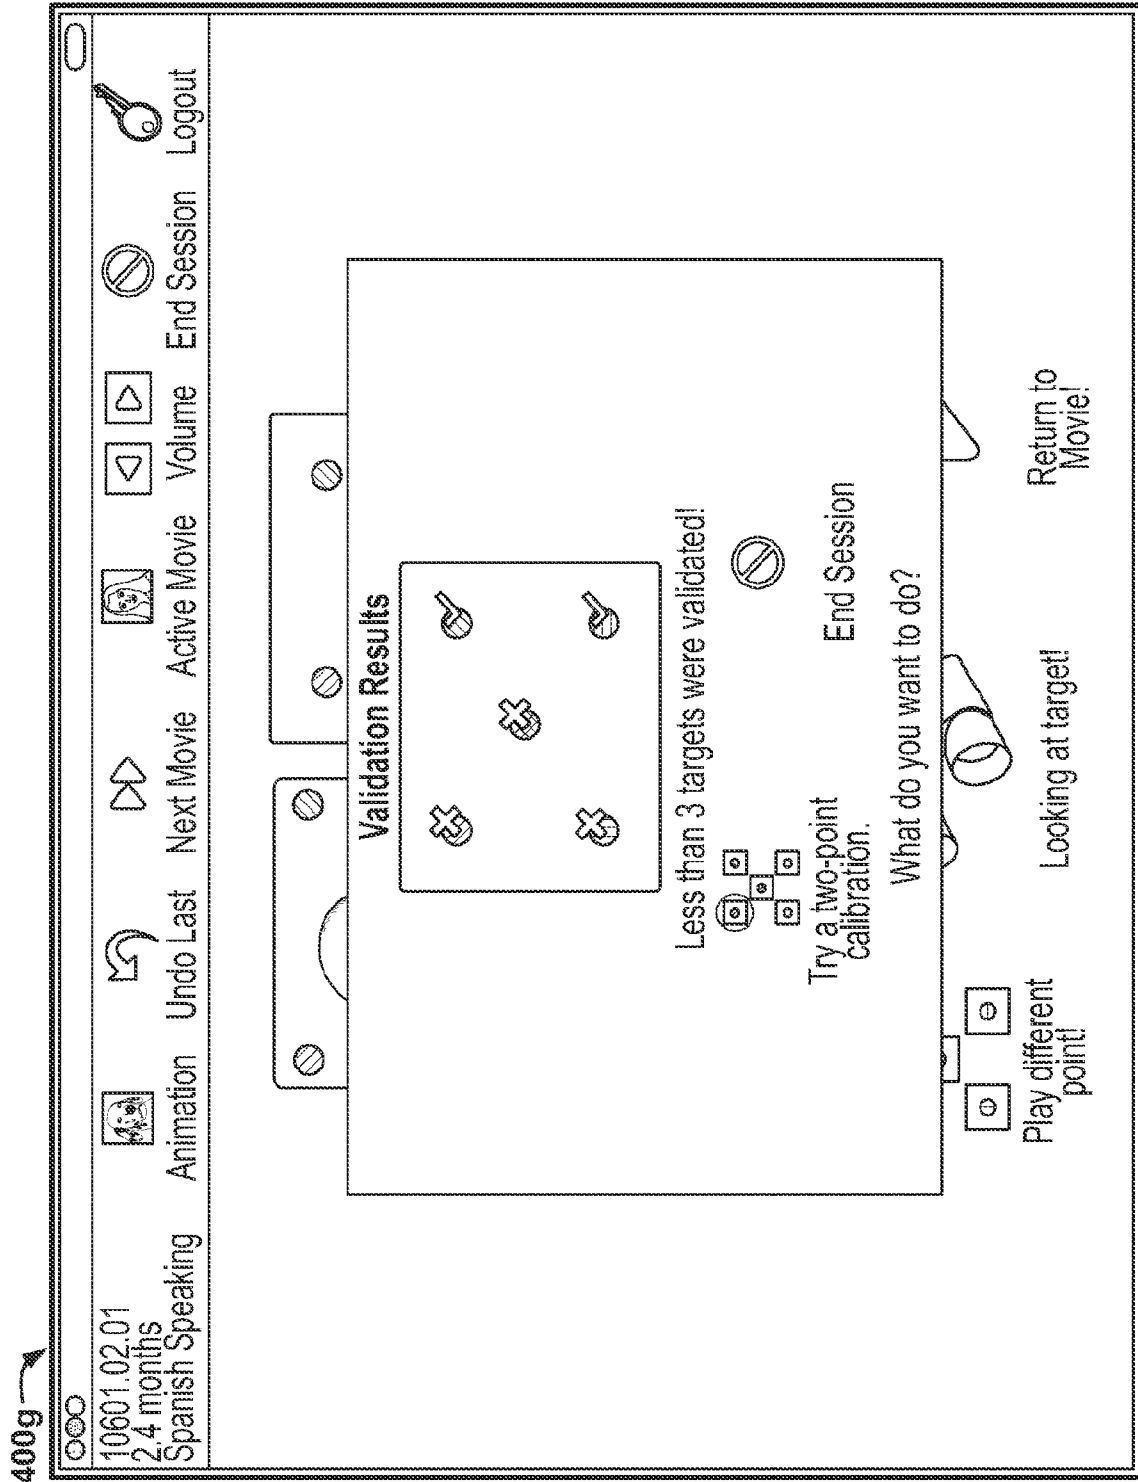 400g
10601.02.01
2.4 months
Spanish Speaking
Animation
Undo Last
Next Movie
Active Movie
Volume
End Session
Logout
Validation Results
Less than 3 targets were validated!
Try a two-point
calibration.
End Session
What do you want to do?
Play different
point!
Looking at target!
Return to
Movie!